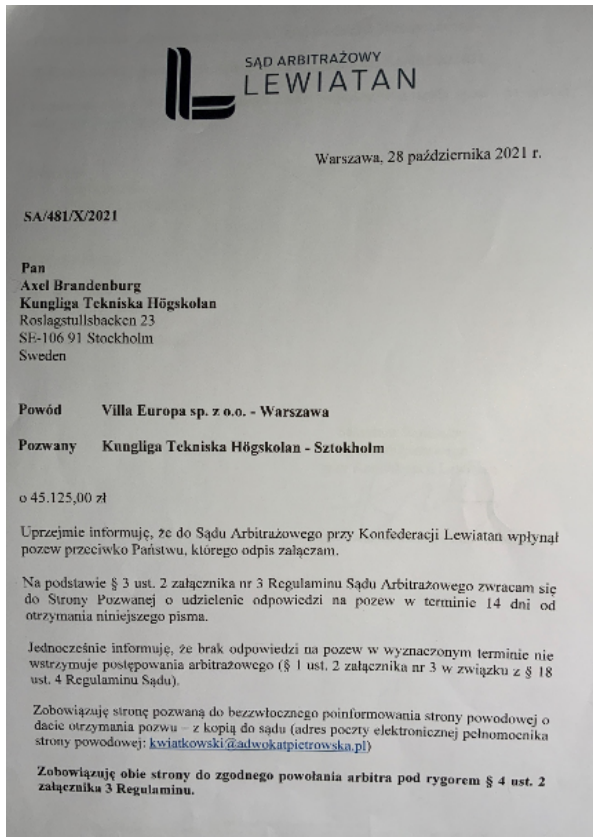 SĄD ARBITRAŻOWY
LEWIATAN
Warszawa, 28 października 2021 r.
SA/481/X/2021
Pan
Axel Brandenburg
Kungliga Tekniska Högskolan
Roslagstullsbacken 23
SE-106 91 Stockholm
Sweden
Powód Villa Europa sp. z o.o. - Warszawa
Pozwany Kungliga Tekniska Högskolan - Sztokholm
o 45.125,00 zł
Uprzejmie informuję, że do Sądu Arbitrażowego przy Konfederacji Lewiatan wpłynął
pozew przeciwko Państwu, którego odpis załączam.
Na podstawie § 3 ust. 2 załącznika nr 3 Regulaminu Sądu Arbitrażowego zwracam się
do Strony Pozwanej o udzielenie odpowiedzi na pozew w terminie 14 dni od
otrzymania niniejszego pisma.
Jednocześnie informuję, że brak odpowiedzi na pozew w wyznaczonym terminie nie
wstrzymuje postępowania arbitrażowego (§ 1 ust. 2 załącznika nr 3 w związku z § 18
ust. 4 Regulaminu Sądu).
Zobowiązuję stronę pozwaną do bezzwłocznego poinformowania strony powodowej o
dacie otrzymania pozwu – z kopią do sądu (adres poczty elektronicznej pełnomocnika
strony powodowej: kwiatkowski@adwokatpietrowska.pl)
Zobowiązuję obie strony do zgodnego powołania arbitra pod rygorem § 4 ust. 2
załącznika 3 Regulaminu.